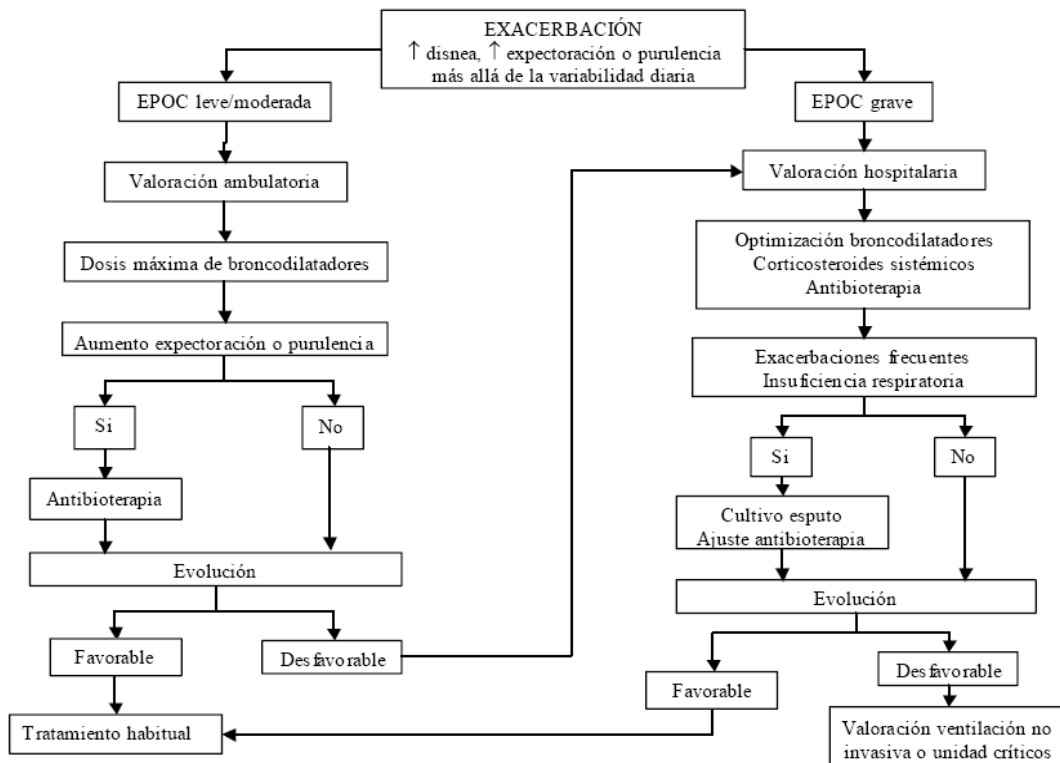 EXACERBACIÓN
↑ disnea, ↑ expectoración o purulencia
más allá de la variabilidad diaria
EPOC leve/moderada
EPOC grave
Valoración ambulatoria
Valoración hospitalaria
Dosis máxima de broncodilatadores
Optimización broncodilatadores
Corticosteroides sistémicos
Antibioterapia
Aumento expectoración o purulencia
Exacerbaciones frecuentes
Insuficiencia respiratoria
Si
No
Si
No
Antibioterapia
Cultivo esputo
Ajuste antibioterapia
Evolución
Evolución
Favorable
Desfavorable
Favorable
Desfavorable
Tratamiento habitual
Valoración ventilación no
invasiva o unidad críticos